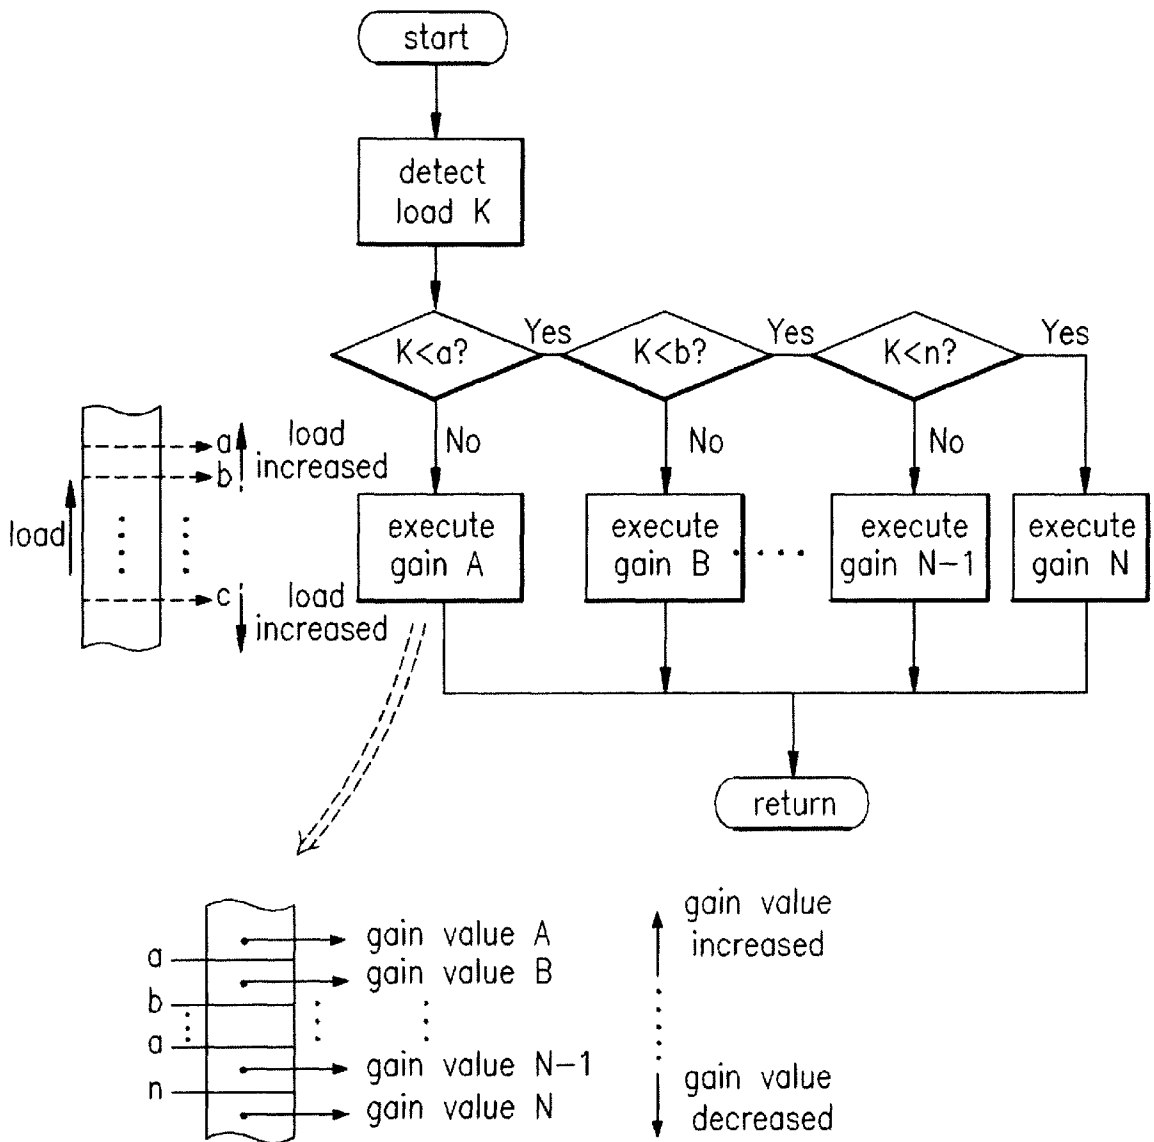 start
detect
load K
K<a?
Yes
K<b?
Yes
K<n?
Yes
No
No
No
a
load
increased
b
load
c
load
increased
execute
gain A
execute
gain B
execute
gain N-1
execute
gain N
return
gain value A
a
gain value B
b
a
gain value N-1
n
gain value N
gain value
increased
gain value
decreased